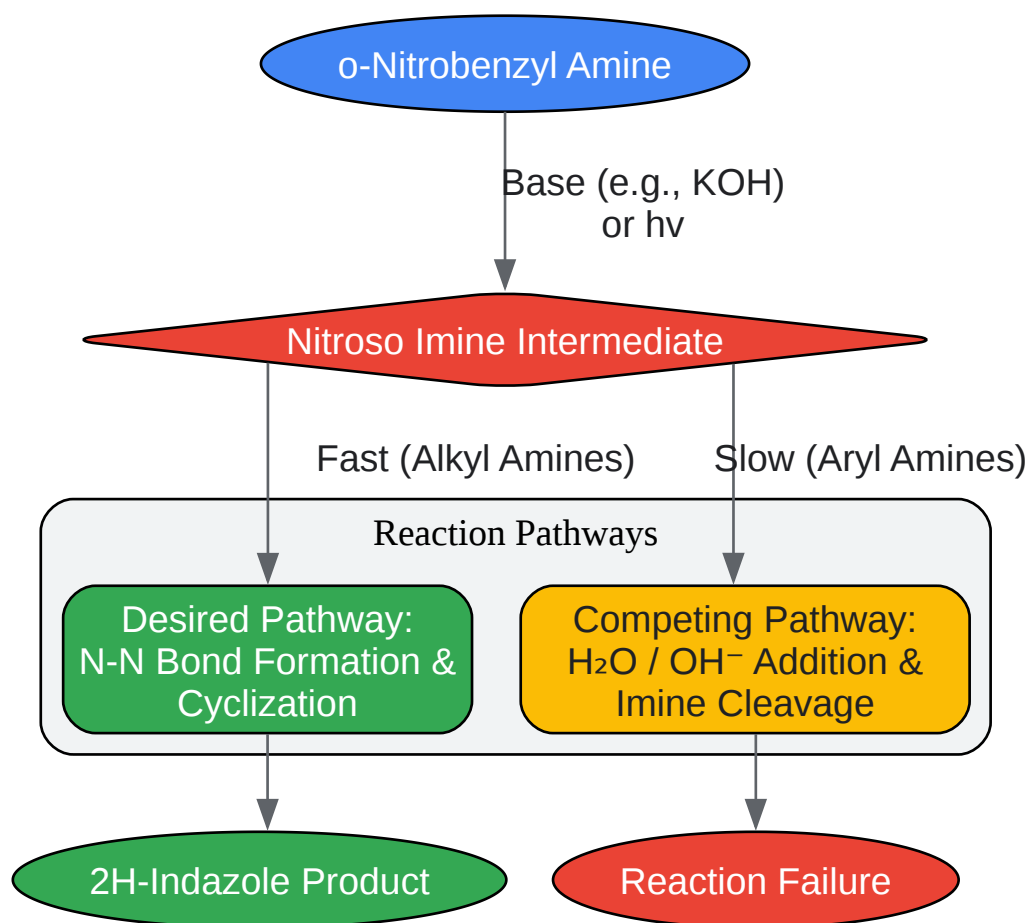 o-Nitrobenzyl Amine
Base (e.g., KOH)
or hv
Nitroso Imine Intermediate
Fast (Alkyl Amines)
Slow (Aryl Amines)
Reaction Pathways
Desired Pathway:
N-N Bond Formation &
Cyclization
Competing Pathway:
H₂O / OH⁻ Addition &
Imine Cleavage
2H-Indazole Product
Reaction Failure